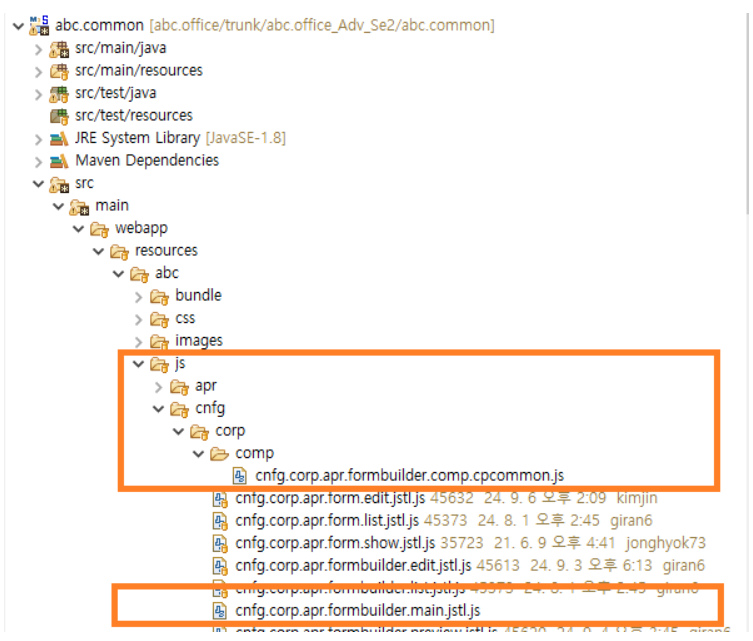 abc.common [abc.office/trunk/abc.office_Adv_Se2/abc.common]
src/main/java
src/main/resources
src/test/java
src/test/resources
JRE System Library [JavaSE-1.8]
Maven Dependencies
src
main
webapp
resources
abc
bundle
css
images
js
apr
cnfg
corp
comp
cnfg.corp.apr.formbuilder.comp.cpcommon.js
cnfg.corp.apr.form.edit.jstl.js 45632 24. 9. 6 오후 2:09 kimjin
cnfg.corp.apr.form.list.jstl.js 45373 24. 8. 1 오후 2:45 giran6
cnfg.corp.apr.form.show.jstl.js 35723 21. 6. 9 오후 4:41 jonghyok73
cnfg.corp.apr.formbuilder.edit.jstl.js 45613 24. 9. 3 오후 6:13 giran6
cnfg.corp.apr.formbuilder.list.jstl.js 45373 24. 8. 1 오후 2:45 giran6
cnfg.corp.apr.formbuilder.main.jstl.js
cnfg.corp.apr.formbuilder.preview.jstl.js